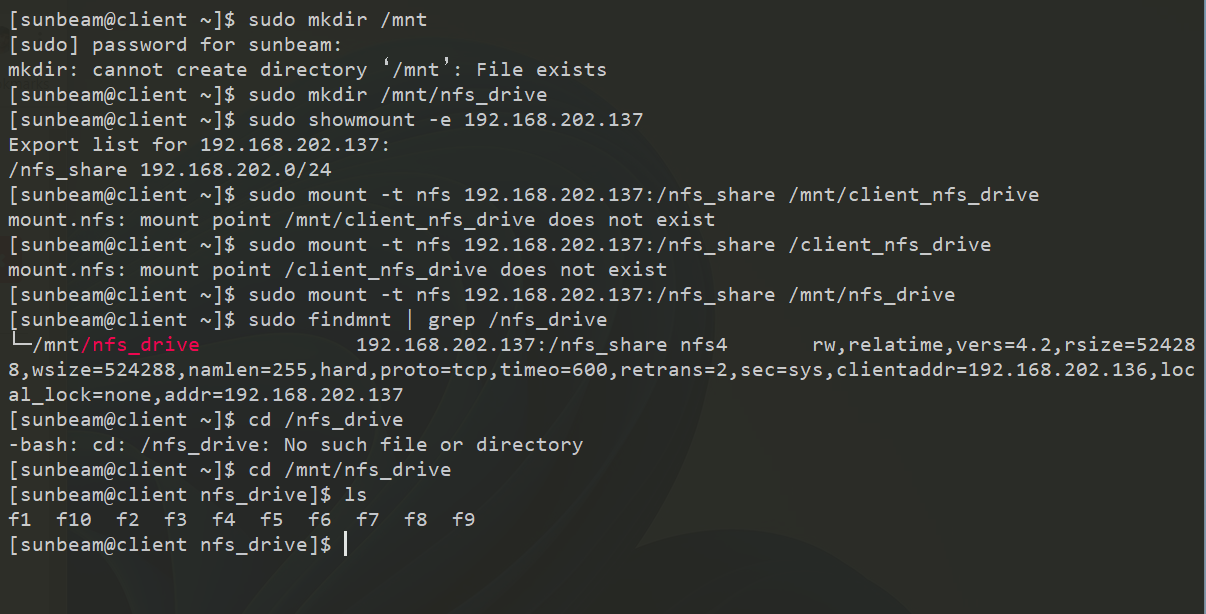 [sunbeam@client ~]$ sudo mkdir /mnt
[sudo] password for sunbeam:
mkdir: cannot create directory ‘/mnt’: File exists
[sunbeam@client ~]$ sudo mkdir /mnt/nfs_drive
[sunbeam@client ~]$ sudo showmount -e 192.168.202.137
Export list for 192.168.202.137:
/nfs_share 192.168.202.0/24
[sunbeam@client ~]$ sudo mount -t nfs 192.168.202.137:/nfs_share /mnt/client_nfs_drive
mount.nfs: mount point /mnt/client_nfs_drive does not exist
[sunbeam@client ~]$ sudo mount -t nfs 192.168.202.137:/nfs_share /client_nfs_drive
mount.nfs: mount point /client_nfs_drive does not exist
[sunbeam@client ~]$ sudo mount -t nfs 192.168.202.137:/nfs_share /mnt/nfs_drive
[sunbeam@client ~]$ sudo findmnt | grep /nfs_drive
└─/mnt/nfs_drive             192.168.202.137:/nfs_share nfs4       rw,relatime,vers=4.2,rsize=52428
8,wsize=524288,namlen=255,hard,proto=tcp,timeo=600,retrans=2,sec=sys,clientaddr=192.168.202.136,loc
al_lock=none,addr=192.168.202.137
[sunbeam@client ~]$ cd /nfs_drive
-bash: cd: /nfs_drive: No such file or directory
[sunbeam@client ~]$ cd /mnt/nfs_drive
[sunbeam@client nfs_drive]$ ls
f1  f10  f2  f3  f4  f5  f6  f7  f8  f9
[sunbeam@client nfs_drive]$